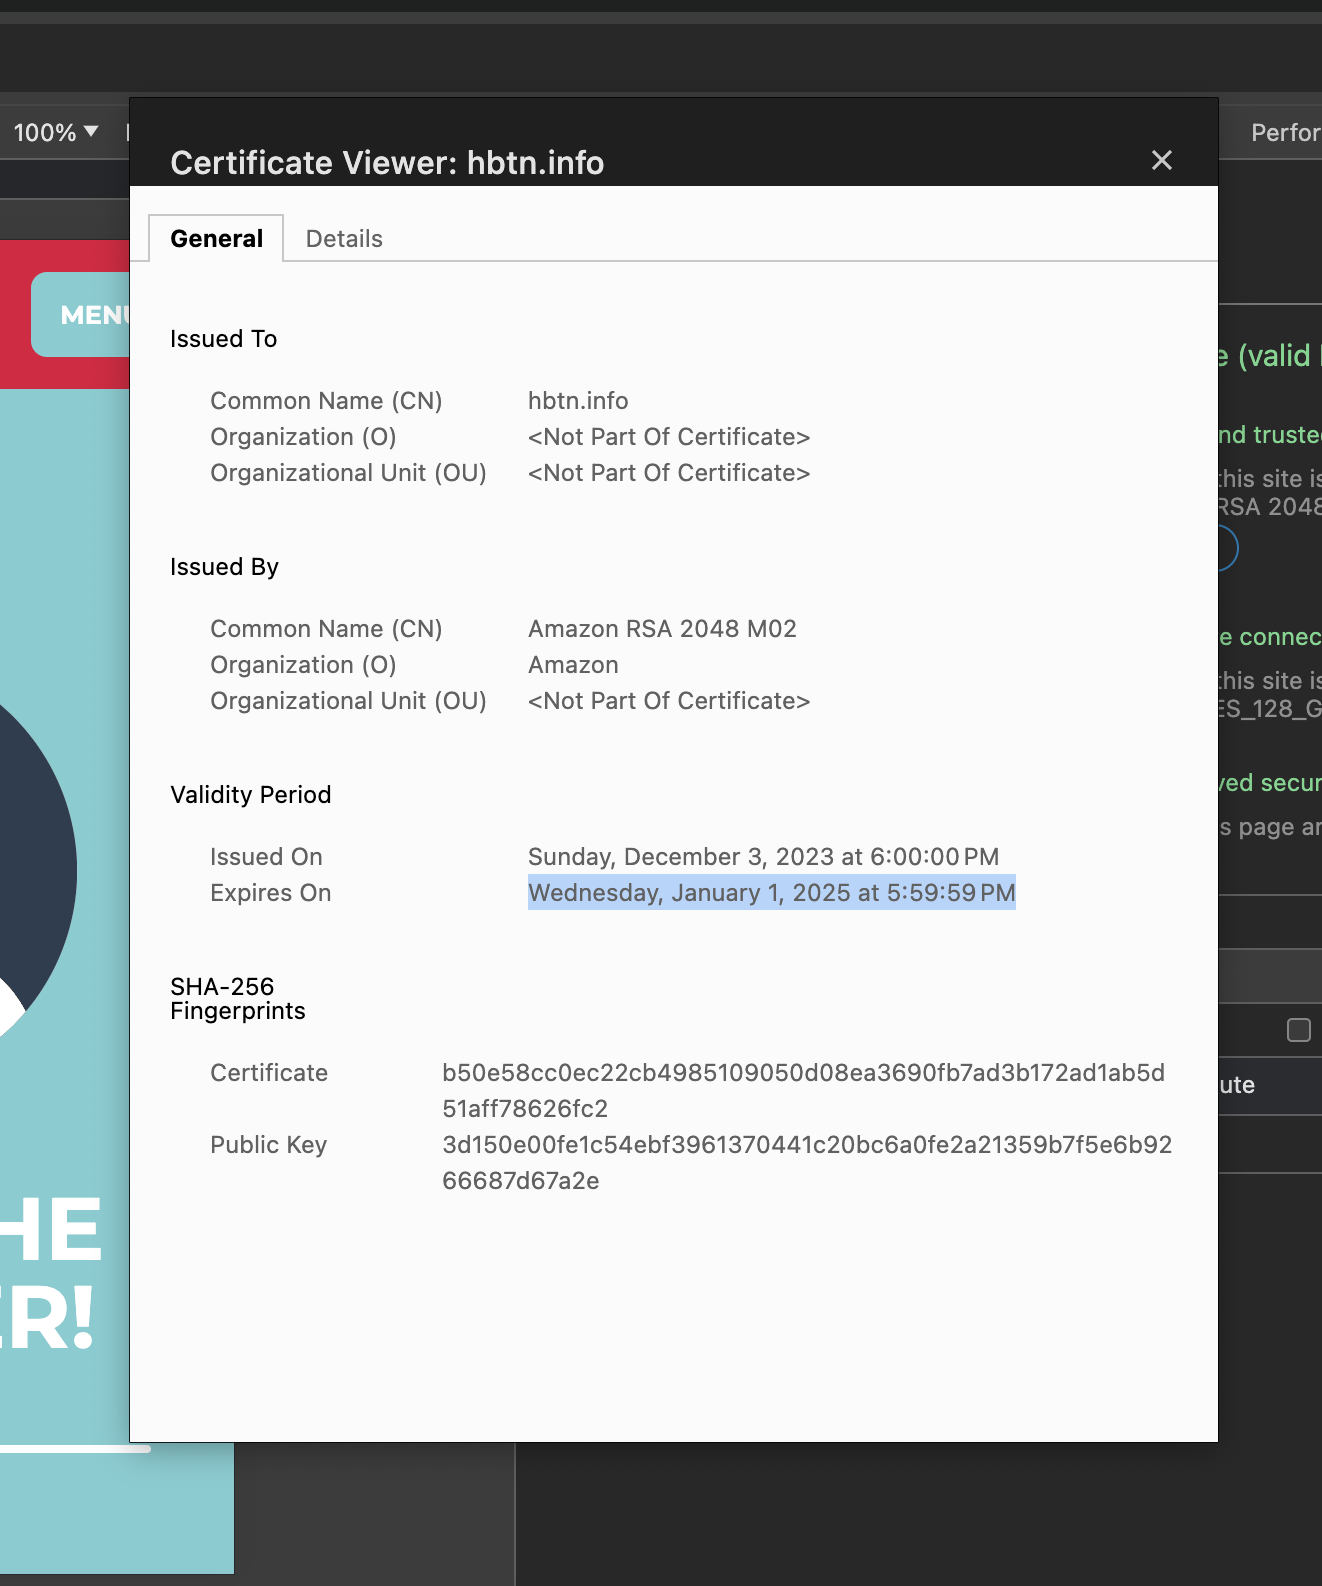 100% ▼
Perfor
Certificate Viewer: hbtn.info
General
Details
MENU
Issued To
Common Name (CN) hbtn.info
Organization (O) <Not Part Of Certificate>
Organizational Unit (OU) <Not Part Of Certificate>
Issued By
Common Name (CN) Amazon RSA 2048 M02
Organization (O) Amazon
Organizational Unit (OU) <Not Part Of Certificate>
Validity Period
Issued On Sunday, December 3, 2023 at 6:00:00 PM
Expires On Wednesday, January 1, 2025 at 5:59:59 PM
SHA-256
Fingerprints
Certificate b50e58cc0ec22cb4985109050d08ea3690fb7ad3b172ad1ab5d
51aff78626fc2
Public Key 3d150e00fe1c54ebf3961370441c20bc6a0fe2a21359b7f5e6b92
66687d67a2e
e (valid
nd truste
this site is
RSA 2048
e connec
this site is
ES_128_G
ved secur
s page ar
ute
HE
ER!